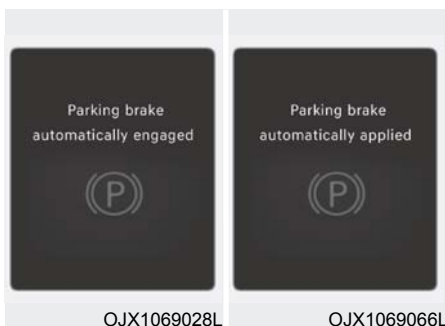 Parking brake
automatically engaged
P
Parking brake
automatically applied
P
OJX1069028L
OJX1069066L